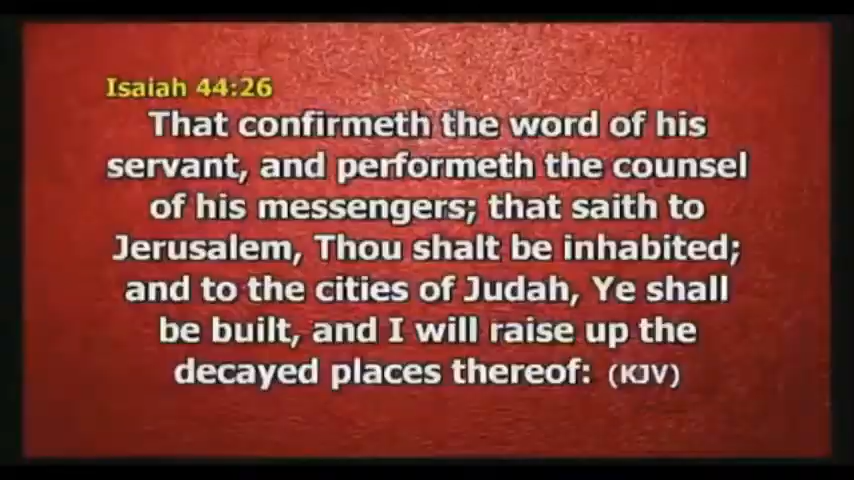 Isaiah 44:26
That confirmeth the word of his
servant, and performeth the counsel
of his messengers; that saith to
Jerusalem, Thou shalt be inhabited;
and to the cities of Judah, Ye shall
be built, and I will raise up the
decayed places thereof: (KJV)